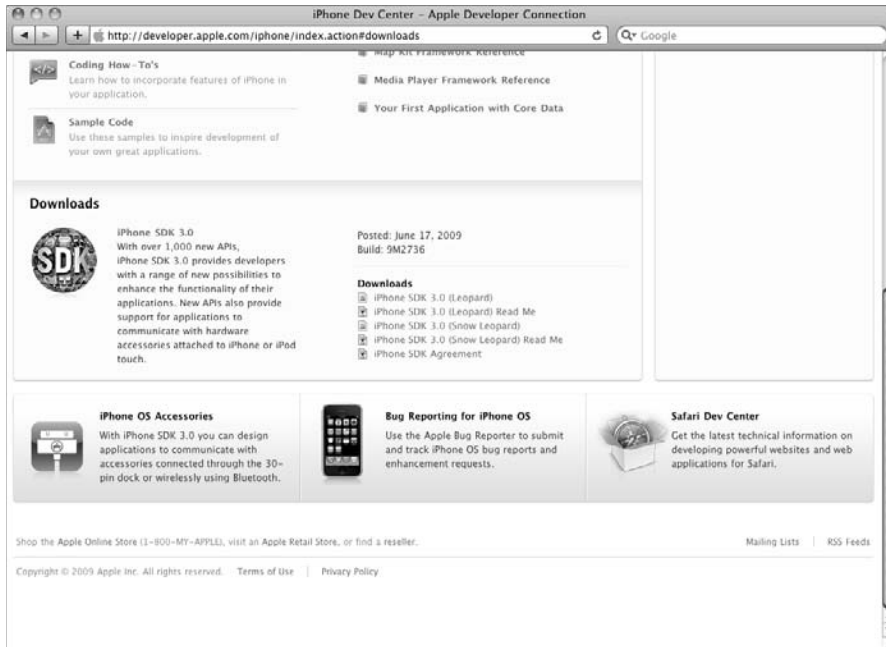 iPhone Dev Center – Apple Developer Connection
http://developer.apple.com/iphone/index.action#downloads
Google
Coding How-To's
Learn how to incorporate features of iPhone in
your application.
Sample Code
Use these samples to inspire development of
your own great applications.
Map Kit Framework Reference
Media Player Framework Reference
Your First Application with Core Data
Downloads
SDK
iPhone SDK 3.0
With over 1,000 new APIs,
iPhone SDK 3.0 provides developers
with a range of new possibilities to
enhance the functionality of their
applications. New APIs also provide
support for applications to
communicate with hardware
accessories attached to iPhone or iPod
touch.
Posted: June 17, 2009
Build: 9M2736
Downloads
iPhone SDK 3.0 (Leopard)
iPhone SDK 3.0 (Leopard) Read Me
iPhone SDK 3.0 (Snow Leopard)
iPhone SDK 3.0 (Snow Leopard) Read Me
iPhone SDK Agreement
iPhone OS Accessories
With iPhone SDK 3.0 you can design
applications to communicate with
accessories connected through the 30-
pin dock or wirelessly using Bluetooth.
Bug Reporting for iPhone OS
Use the Apple Bug Reporter to submit
and track iPhone OS bug reports and
enhancement requests.
Safari Dev Center
Get the latest technical information on
developing powerful websites and web
applications for Safari.
Shop the Apple Online Store (1-800-MY-APPLE), visit an Apple Retail Store, or find a reseller.
Mailing Lists | RSS Feeds
Copyright © 2009 Apple Inc. All rights reserved. Terms of Use | Privacy Policy